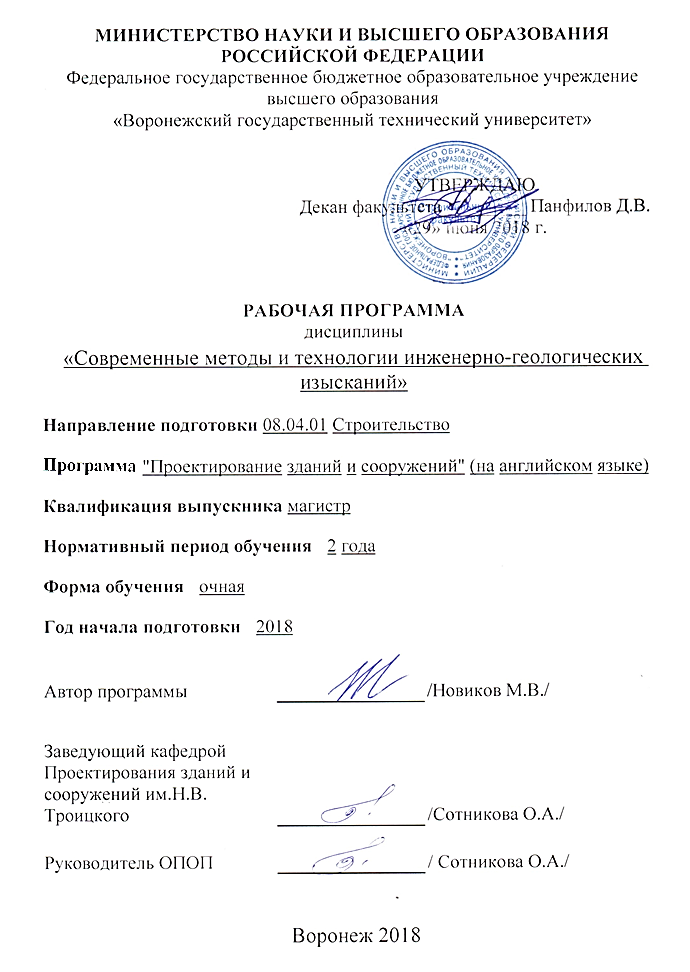 МИНИСТЕРСТВО НАУКИ И ВЫСШЕГО ОБРАЗОВАНИЯ
РОССИЙСКОЙ ФЕДЕРАЦИИ
Федеральное государственное бюджетное образовательное учреждение
высшего образования
«Воронежский государственный технический университет»
УТВЕРЖДАЮ
Декан факультета Панфилов Д.В.
«29» июня 2018 г.
РАБОЧАЯ ПРОГРАММА
дисциплины
«Современные методы и технологии инженерно-геологических
изысканий»
Направление подготовки 08.04.01 Строительство
Программа "Проектирование зданий и сооружений" (на английском языке)
Квалификация выпускника магистр
Нормативный период обучения 2 года
Форма обучения очная
Год начала подготовки 2018
Автор программы /Новиков М.В./
Заведующий кафедрой
Проектирования зданий и
сооружений им.Н.В.
Троицкого /Сотникова О.А./
Руководитель ОПОП / Сотникова О.А./
Воронеж 2018